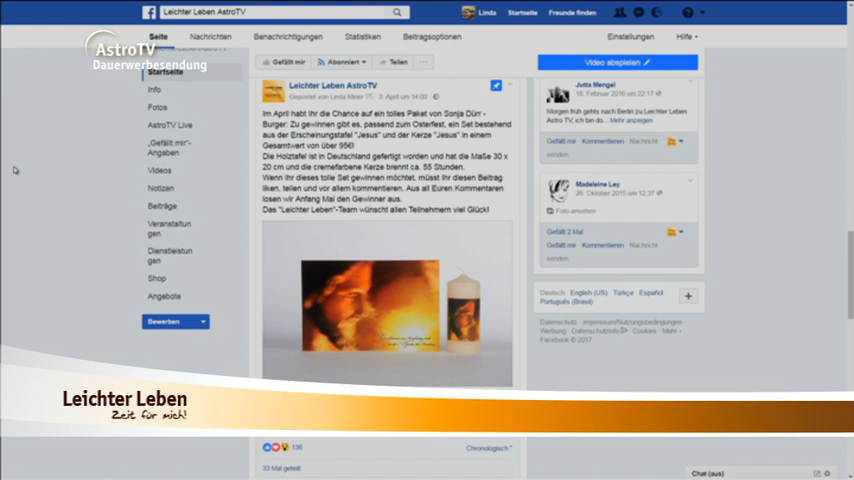 Leichter Leben AstroTV
Linda
Startseite
Freunde finden
Seite
Nachrichten
Benachrichtigungen
Statistiken
Beitragsoptionen
Einstellungen
Hilfe
AstroTV
Dauerwerbesendung
Startseite
Info
Fotos
AstroTV Live
„Gefällt mir“-
Angaben
Videos
Notizen
Beiträge
Veranstaltun
gen
Dienstleistun
gen
Shop
Angebote
Bewerben
Gefällt mir
Abonniert
Teilen
Video abspielen
Leichter Leben AstroTV
Gepostet von Linda Meier
3. April um 14:00
Im April habt Ihr die Chance auf ein tolles Paket von Sonja Dürr -
Burger: Zu gewinnen gibt es, passend zum Osterfest, ein Set bestehend
aus der Erscheinungstafel "Jesus" und der Kerze "Jesus" in einem
Gesamtwert von über 95€!
Die Holztafel ist in Deutschland gefertigt worden und hat die Maße 30 x
20 cm und die cremefarbene Kerze brennt ca. 55 Stunden.
Wenn Ihr dieses tolle Set gewinnen möchtet, müsst Ihr diesen Beitrag
liken, teilen und vor allem kommentieren. Aus all Euren Kommentaren
losen wir Anfang Mai den Gewinner aus.
Das "Leichter Leben"-Team wünscht allen Teilnehmern viel Glück!
136
Chronologisch
33 Mal geteilt
Jutta Mengel
18. Februar 2016 um 22:17
Morgen früh gehts nach Berlin zu Leichter Leben
Astro TV, ich bin do... Mehr anzeigen
Gefällt mir · Kommentieren · Nachricht
senden
Madeleine Ley
26. Oktober 2015 um 12:37
Foto ansehen
Gefällt 2 Mal
Gefällt mir · Kommentieren · Nachricht
senden
Deutsch · English (US) · Türkçe · Español ·
Português (Brasil)
Datenschutz · Impressum/Nutzungsbedingungen ·
Werbung · Datenschutzinfo · Cookies · Mehr
Facebook © 2017
Leichter Leben
Zeit für mich!
Chat (aus)